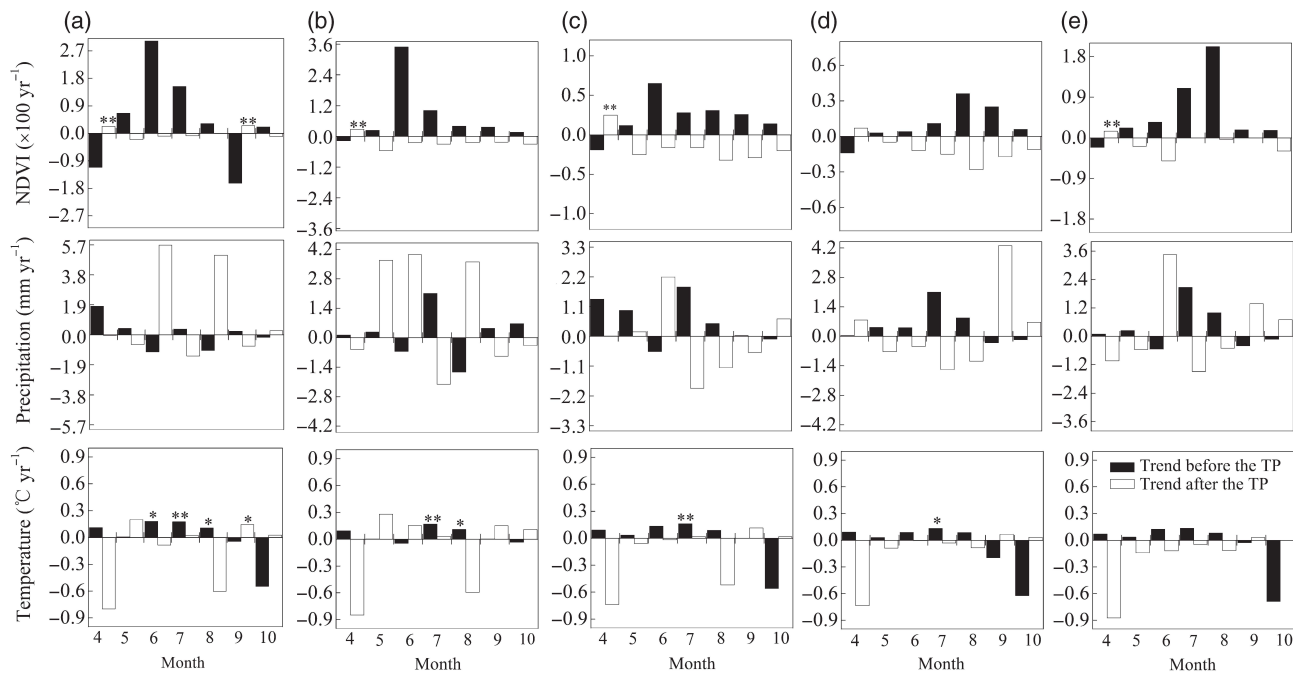 (a) (b) (c) (d) (e)
NDVI (×100 yr⁻¹)
2.7 1.8 0.9 0.0 −0.9 −1.8 −2.7
** **
3.6 2.4 1.2 0.0 −1.2 −2.4 −3.6
**
1.0 0.5 0.0 −0.5 −1.0
**
0.6 0.3 0.0 −0.3 −0.6
1.8 0.9 0.0 −0.9 −1.8
**
Precipitation (mm yr⁻¹)
5.7 3.8 1.9 0.0 −1.9 −3.8 −5.7
4.2 2.8 1.4 0.0 −1.4 −2.8 −4.2
3.3 2.2 1.1 0.0 −1.1 −2.2 −3.3
4.2 2.8 1.4 0.0 −1.4 −2.8 −4.2
3.6 2.4 1.2 0.0 −1.2 −2.4 −3.6
Temperature (℃ yr⁻¹)
0.9 0.6 0.3 0.0 −0.3 −0.6 −0.9
* ** * *
0.9 0.6 0.3 0.0 −0.3 −0.6 −0.9
** *
0.9 0.6 0.3 0.0 −0.3 −0.6 −0.9
**
0.9 0.6 0.3 0.0 −0.3 −0.6 −0.9
*
0.9 0.6 0.3 0.0 −0.3 −0.6 −0.9
Trend before the TP
Trend after the TP
4 5 6 7 8 9 10
4 5 6 7 8 9 10
4 5 6 7 8 9 10
4 5 6 7 8 9 10
4 5 6 7 8 9 10
Month Month Month Month Month